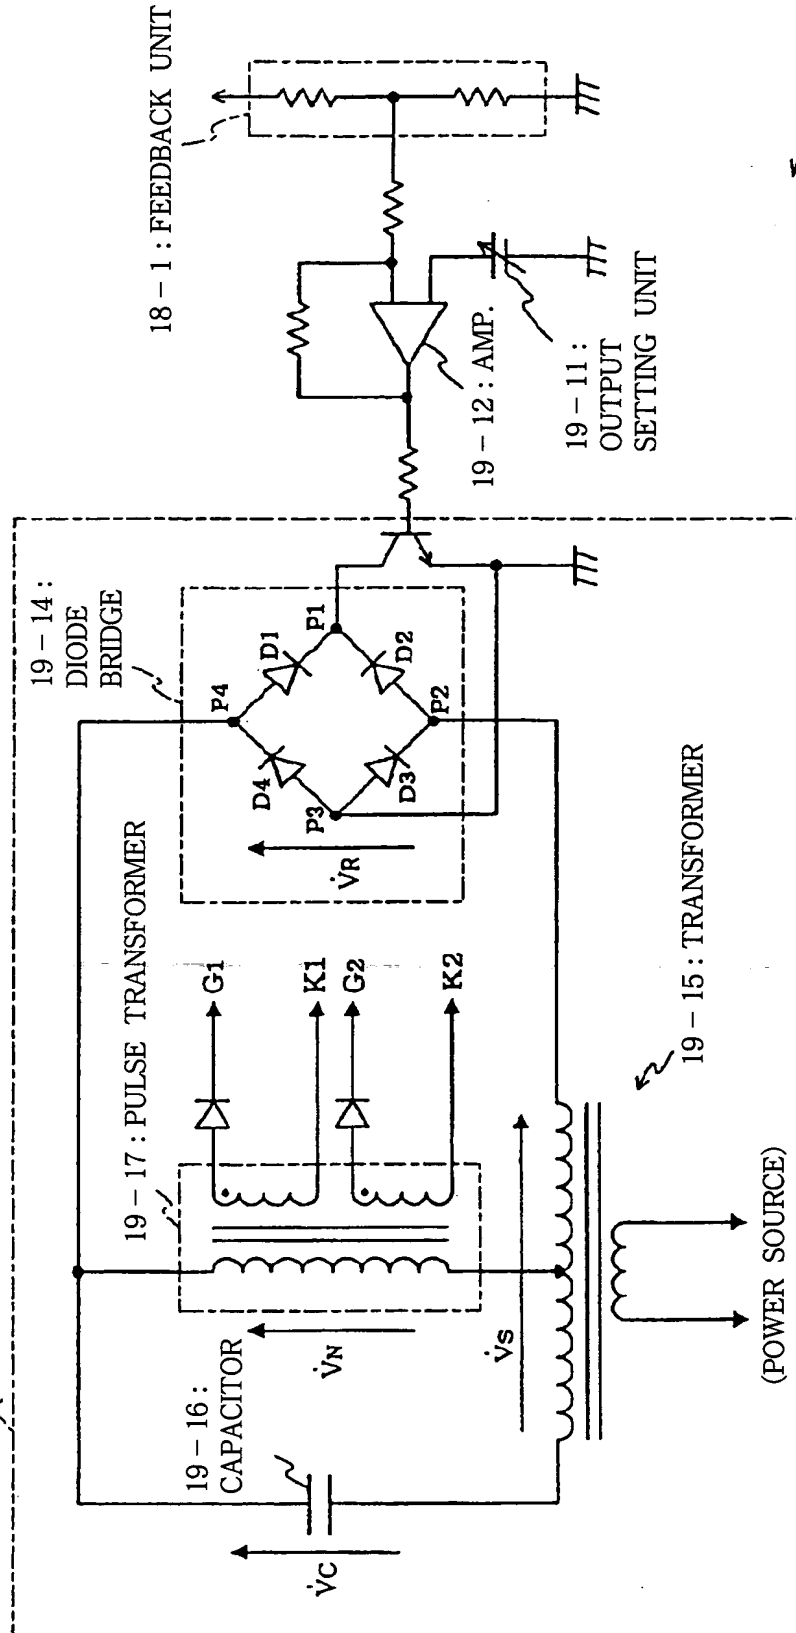 18-1 : FEEDBACK UNIT
19-11 :
OUTPUT
SETTING UNIT
19-12 : AMP.
19-14 :
DIODE
BRIDGE
P4
D1
P1
D2
P2
D3
P3
D4
V̇R
19-17 : PULSE TRANSFORMER
G1
K1
G2
K2
V̇N
19-16 :
CAPACITOR
V̇C
V̇S
19-15 : TRANSFORMER
(POWER SOURCE)